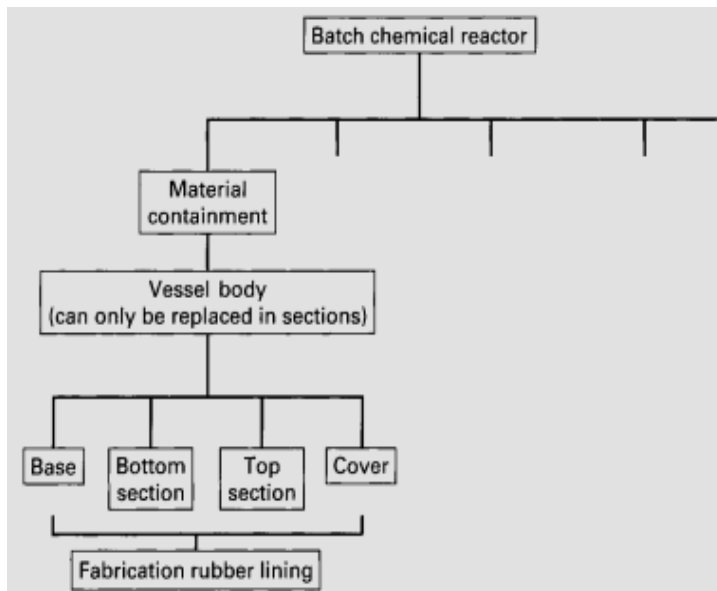 Batch chemical reactor
Material
containment
Vessel body
(can only be replaced in sections)
Base
Bottom
section
Top
section
Cover
Fabrication rubber lining